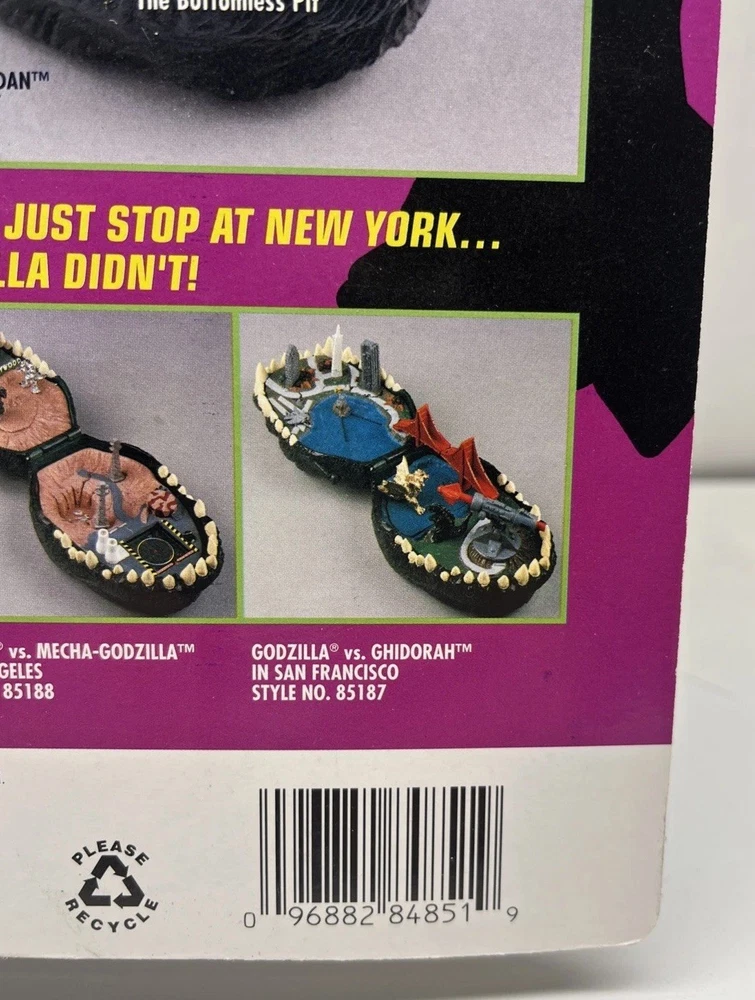 The Bottomless Pit
DAN™
JUST STOP AT NEW YORK...
LLA DIDN'T!
® vs. MECHA-GODZILLA™
GELES
85188
GODZILLA® vs. GHIDORAH™
IN SAN FRANCISCO
STYLE NO. 85187
PLEASE
RECYCLE
0 96882 84851 9